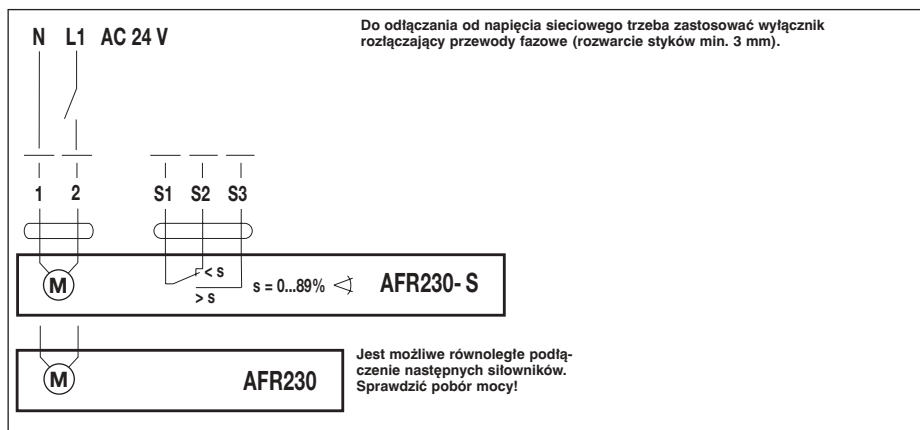 N L1 AC 24 V
Do odłączania od napięcia sieciowego trzeba zastosować wyłącznik
rozłączający przewody fazowe (rozwarcie styków min. 3 mm).
1 2 S1 S2 S3
M
< s
> s
s = 0...89%
AFR230- S
M
AFR230
Jest możliwe równoległe podłą-
czenie następnych siłowników.
Sprawdzić pobór mocy!